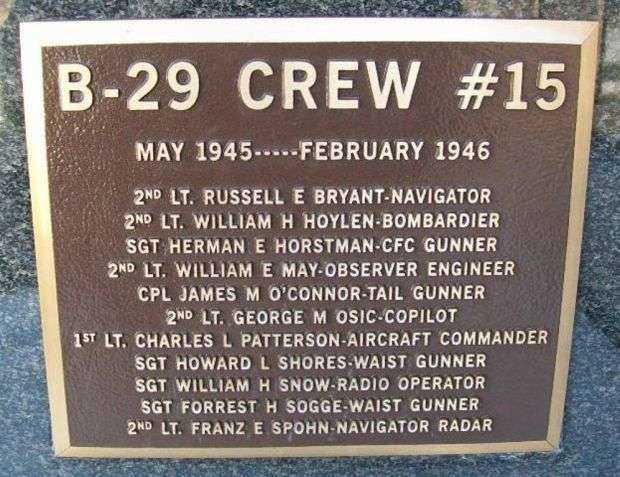 B-29 CREW #15
MAY 1945-----FEBRUARY 1946
2ND LT. RUSSELL E BRYANT-NAVIGATOR
2ND LT. WILLIAM H HOYLEN-BOMBARDIER
SGT HERMAN E HORSTMAN-CFC GUNNER
2ND LT. WILLIAM E MAY-OBSERVER ENGINEER
CPL JAMES M O'CONNOR-TAIL GUNNER
2ND LT. GEORGE M OSIC-COPILOT
1ST LT. CHARLES L PATTERSON-AIRCRAFT COMMANDER
SGT HOWARD L SHORES-WAIST GUNNER
SGT WILLIAM H SNOW-RADIO OPERATOR
SGT FORREST H SOGGE-WAIST GUNNER
2ND LT. FRANZ E SPOHN-NAVIGATOR RADAR